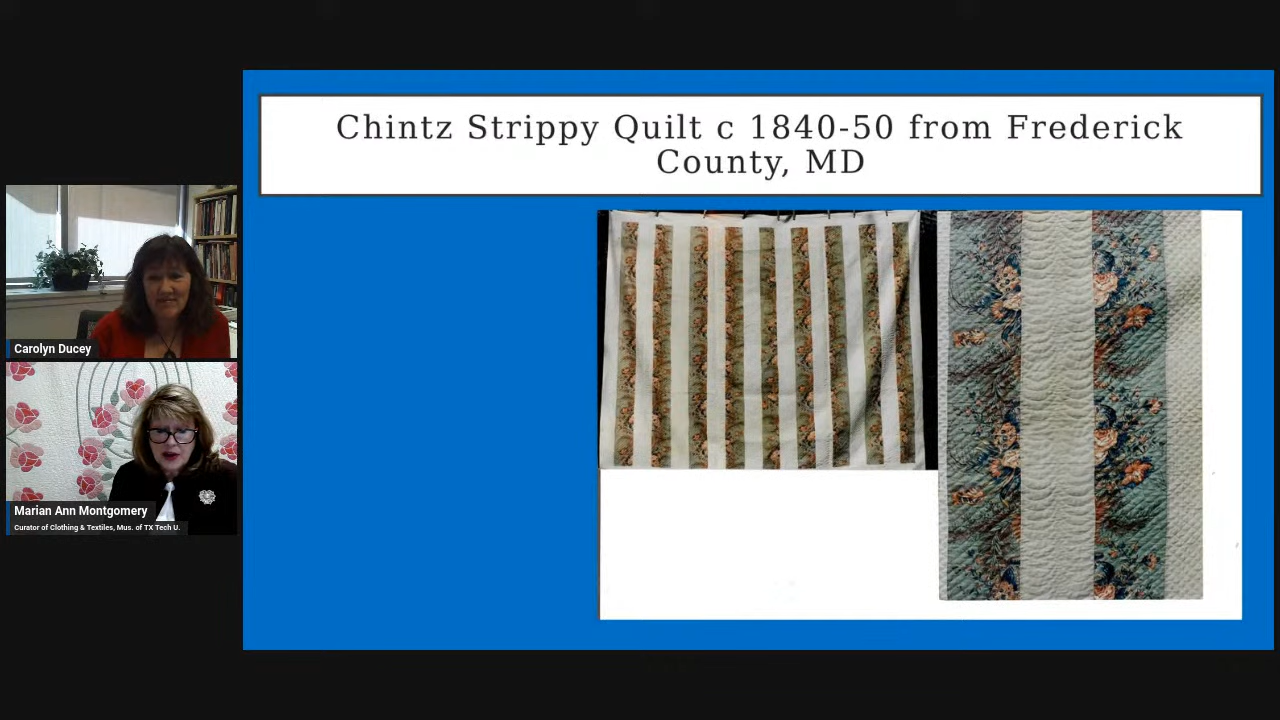 Chintz Strippy Quilt c 1840-50 from Frederick
County, MD
Carolyn Ducey
Marian Ann Montgomery
Curator of Clothing & Textiles, Mus. of TX Tech U.